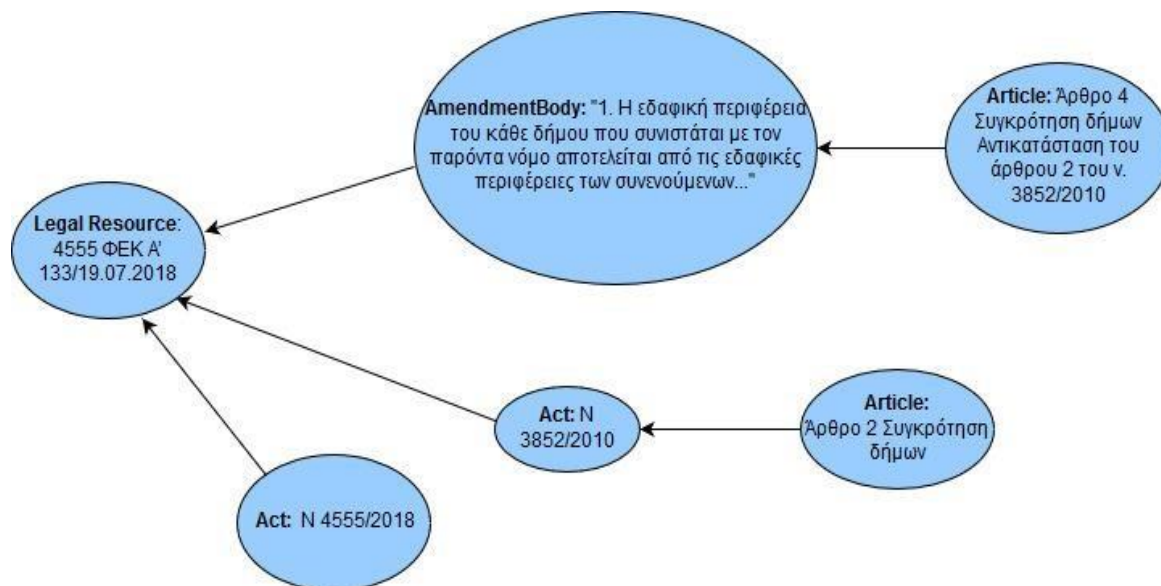 AmendmentBody: "1. Η εδαφική περιφέρεια
του κάθε δήμου που συνιστάται με τον
παρόντα νόμο αποτελείται από τις εδαφικές
περιφέρειες των συνενούμενων..."
Article: Άρθρο 4
Συγκρότηση δήμων
Αντικατάσταση του
άρθρου 2 του ν.
3852/2010
Legal Resource:
4555 ΦΕΚ Α'
133/19.07.2018
Act: Ν
3852/2010
Article:
Άρθρο 2 Συγκρότηση
δήμων
Act: Ν 4555/2018